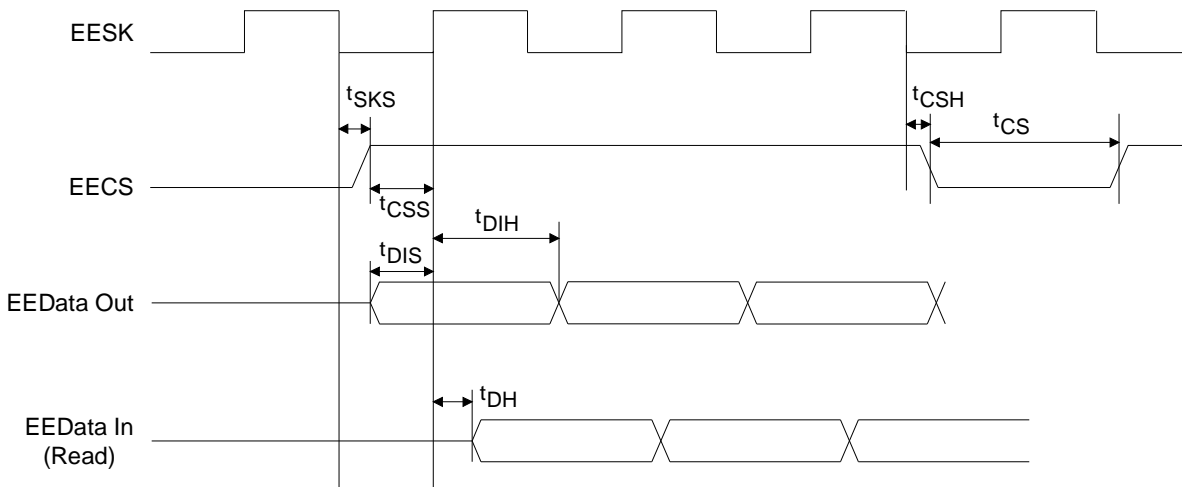 EESK
tSKS
tCSH
tCS
EECS
tCSS
tDIH
tDIS
EEData Out
tDH
EEData In
(Read)